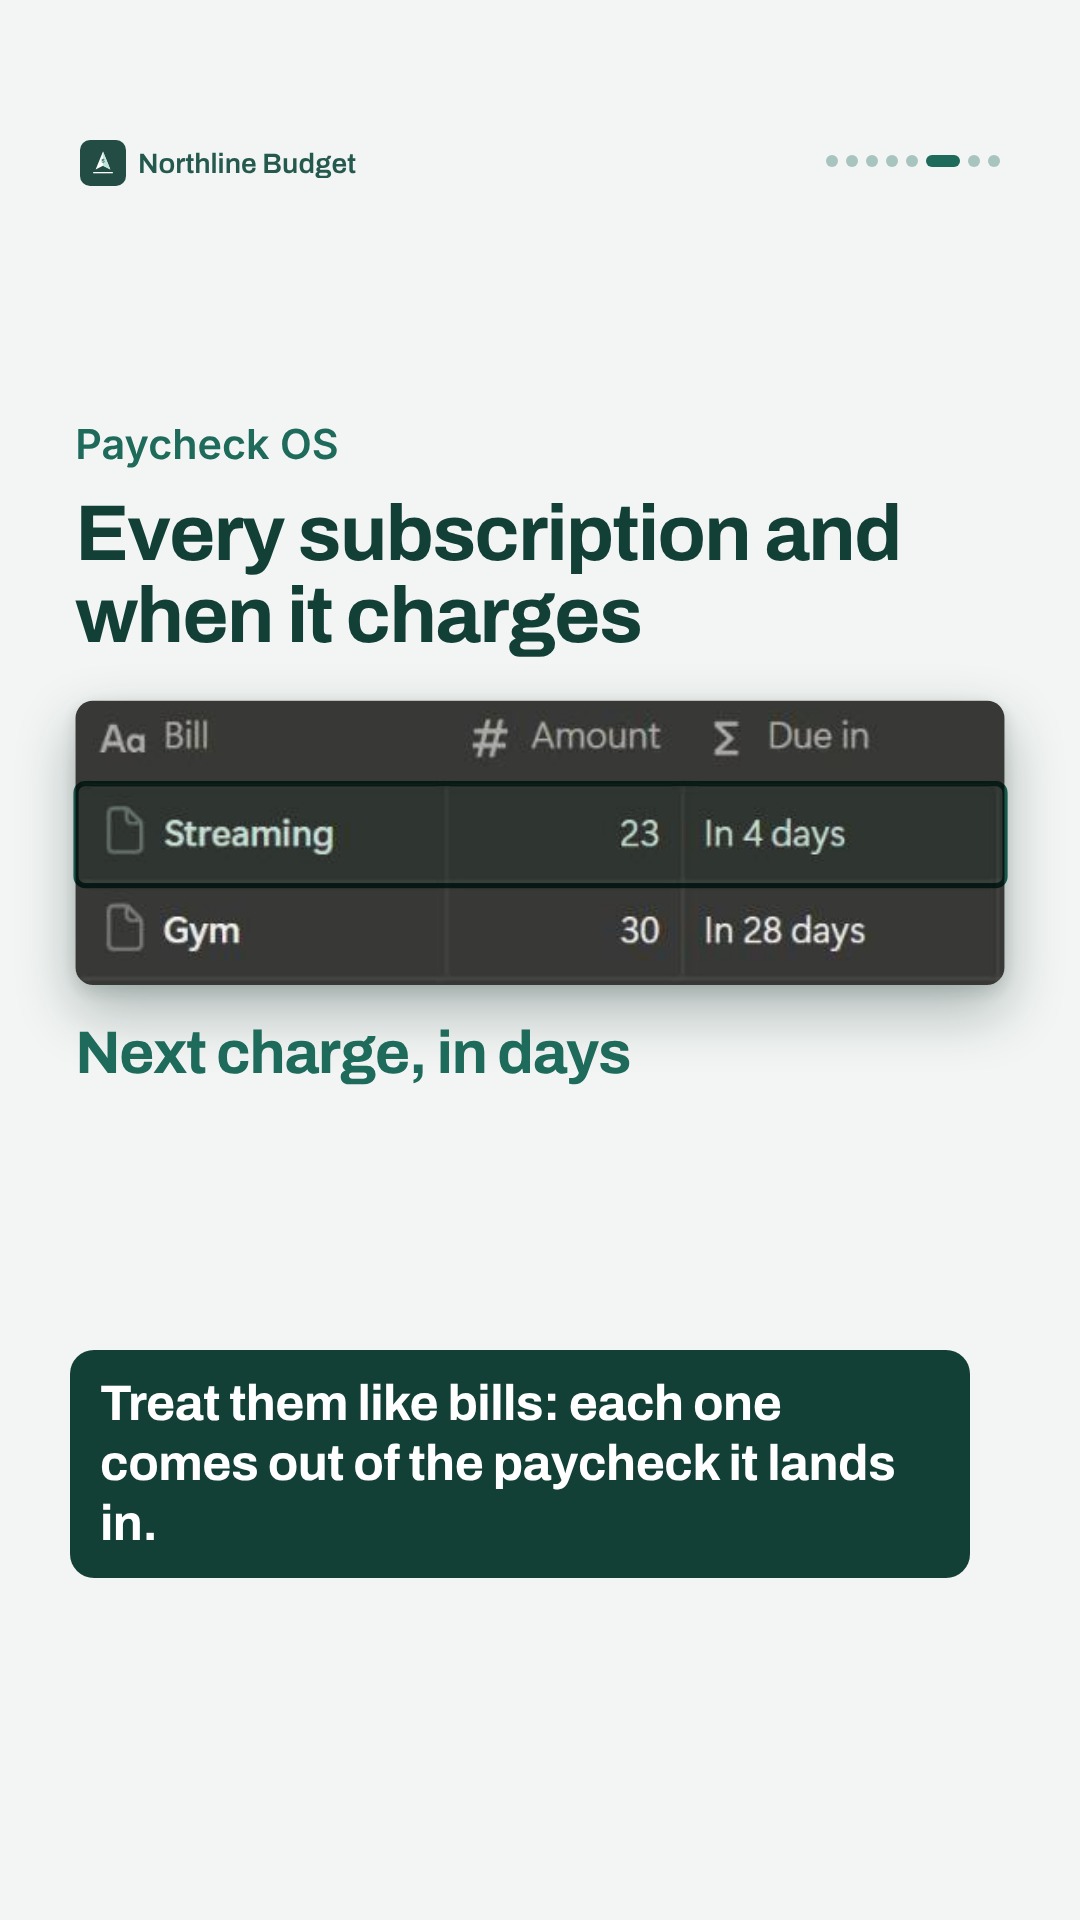 Northline Budget
Paycheck OS
Every subscription and
when it charges
Aa Bill # Amount Σ Due in
Streaming 23 In 4 days
Gym 30 In 28 days
Next charge, in days
Treat them like bills: each one
comes out of the paycheck it lands
in.